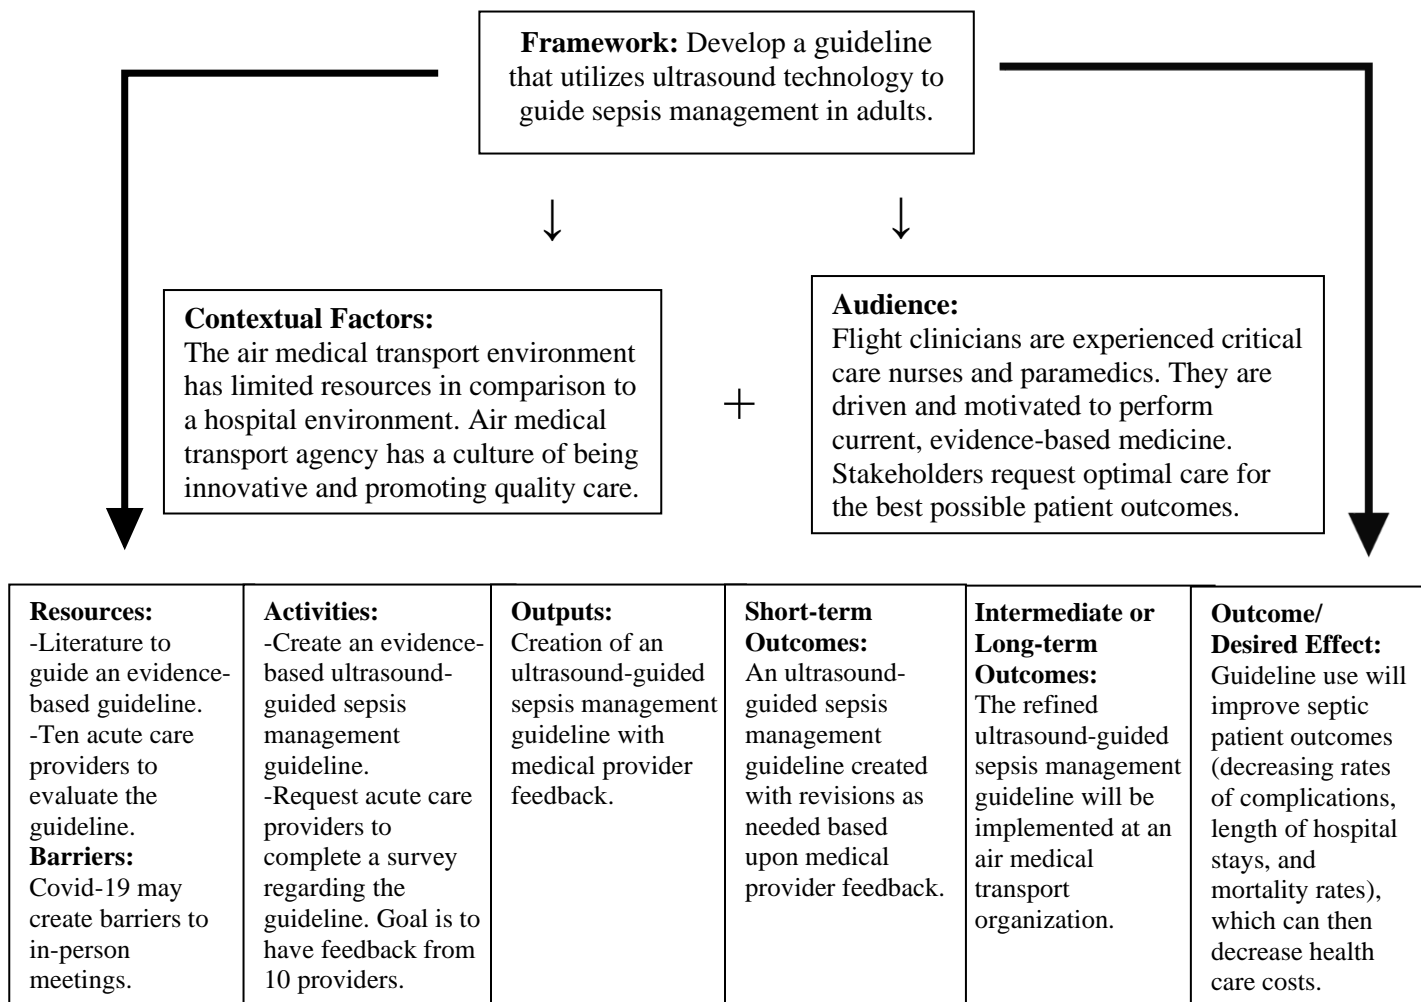 Framework: Develop a guideline
that utilizes ultrasound technology to
guide sepsis management in adults.
↓ ↓
Contextual Factors:
The air medical transport environment
has limited resources in comparison to
a hospital environment. Air medical
transport agency has a culture of being
innovative and promoting quality care.
+
Audience:
Flight clinicians are experienced critical
care nurses and paramedics. They are
driven and motivated to perform
current, evidence-based medicine.
Stakeholders request optimal care for
the best possible patient outcomes.
Resources:
-Literature to
guide an evidence-
based guideline.
-Ten acute care
providers to
evaluate the
guideline.
Barriers:
Covid-19 may
create barriers to
in-person
meetings.
Activities:
-Create an evidence-
based ultrasound-
guided sepsis
management
guideline.
-Request acute care
providers to
complete a survey
regarding the
guideline. Goal is to
have feedback from
10 providers.
Outputs:
Creation of an
ultrasound-guided
sepsis management
guideline with
medical provider
feedback.
Short-term
Outcomes:
An ultrasound-
guided sepsis
management
guideline created
with revisions as
needed based
upon medical
provider feedback.
Intermediate or
Long-term
Outcomes:
The refined
ultrasound-guided
sepsis management
guideline will be
implemented at an
air medical
transport
organization.
Outcome/
Desired Effect:
Guideline use will
improve septic
patient outcomes
(decreasing rates
of complications,
length of hospital
stays, and
mortality rates),
which can then
decrease health
care costs.